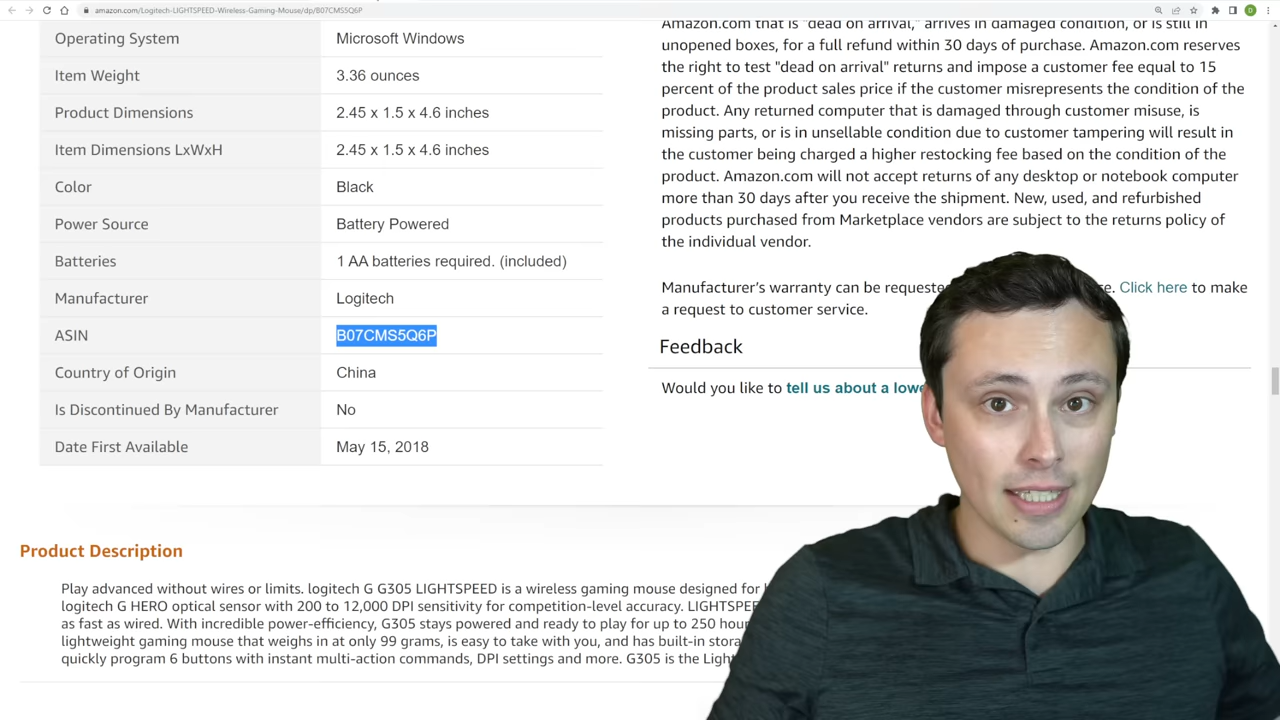 amazon.com/Logitech-LIGHTSPEED-Wireless-Gaming-Mouse/dp/B07CMS5Q6P
Operating System Microsoft Windows
Item Weight 3.36 ounces
Product Dimensions 2.45 x 1.5 x 4.6 inches
Item Dimensions LxWxH 2.45 x 1.5 x 4.6 inches
Color Black
Power Source Battery Powered
Batteries 1 AA batteries required. (included)
Manufacturer Logitech
ASIN B07CMS5Q6P
Country of Origin China
Is Discontinued By Manufacturer No
Date First Available May 15, 2018
Amazon.com that is "dead on arrival," arrives in damaged condition, or is still in
unopened boxes, for a full refund within 30 days of purchase. Amazon.com reserves
the right to test "dead on arrival" returns and impose a customer fee equal to 15
percent of the product sales price if the customer misrepresents the condition of the
product. Any returned computer that is damaged through customer misuse, is
missing parts, or is in unsellable condition due to customer tampering will result in
the customer being charged a higher restocking fee based on the condition of the
product. Amazon.com will not accept returns of any desktop or notebook computer
more than 30 days after you receive the shipment. New, used, and refurbished
products purchased from Marketplace vendors are subject to the returns policy of
the individual vendor.
Manufacturer's warranty can be Click here to make
a request to customer service.
Feedback
Would you like to tell us about a
Product Description
Play advanced without wires or limits. logitech G G305 LIGHTSPEED is a wireless gaming mouse designed for
logitech G HERO optical sensor with 200 to 12,000 DPI sensitivity for competition-level accuracy.
as fast as wired. With incredible power-efficiency, G305 stays powered and ready to play for up to 250
lightweight gaming mouse that weighs in at only 99 grams, is easy to take with you, and has built-in
quickly program 6 buttons with instant multi-action commands, DPI settings and more. G305 is the
D